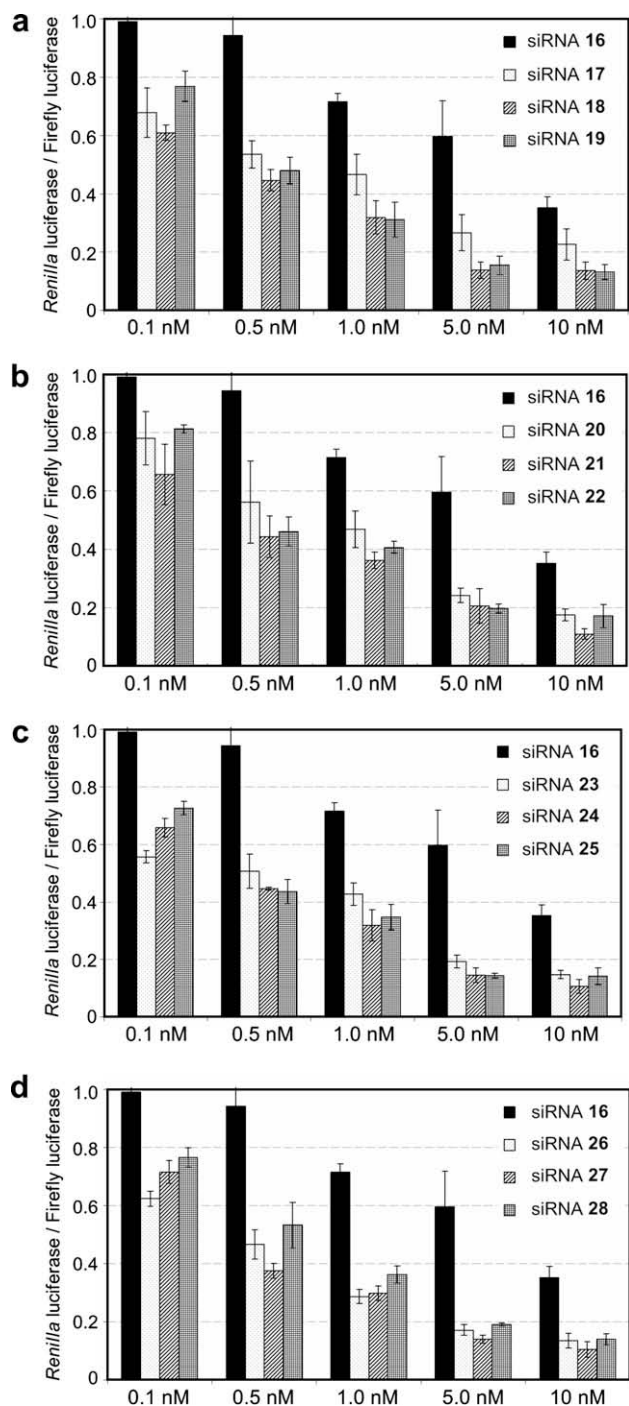 a
Renilla luciferase / Firefly luciferase
1.0
0.8
0.6
0.4
0.2
0
siRNA 16
siRNA 17
siRNA 18
siRNA 19
0.1 nM
0.5 nM
1.0 nM
5.0 nM
10 nM
b
Renilla luciferase / Firefly luciferase
1.0
0.8
0.6
0.4
0.2
0
siRNA 16
siRNA 20
siRNA 21
siRNA 22
0.1 nM
0.5 nM
1.0 nM
5.0 nM
10 nM
c
Renilla luciferase / Firefly luciferase
1.0
0.8
0.6
0.4
0.2
0
siRNA 16
siRNA 23
siRNA 24
siRNA 25
0.1 nM
0.5 nM
1.0 nM
5.0 nM
10 nM
d
Renilla luciferase / Firefly luciferase
1.0
0.8
0.6
0.4
0.2
0
siRNA 16
siRNA 26
siRNA 27
siRNA 28
0.1 nM
0.5 nM
1.0 nM
5.0 nM
10 nM